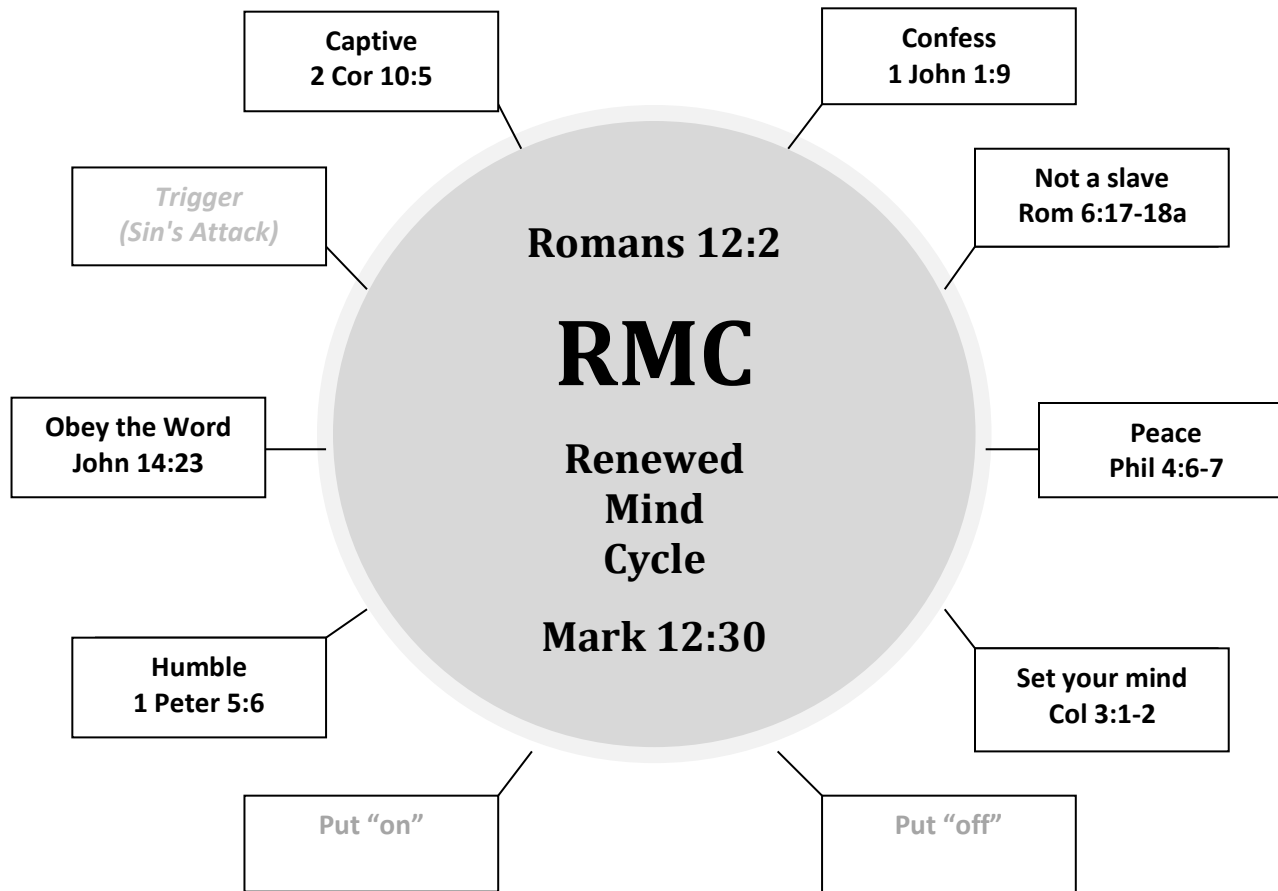 Captive
2 Cor 10:5
Confess
1 John 1:9
Trigger
(Sin's Attack)
Not a slave
Rom 6:17-18a
Romans 12:2
RMC
Renewed
Mind
Cycle
Mark 12:30
Obey the Word
John 14:23
Peace
Phil 4:6-7
Humble
1 Peter 5:6
Set your mind
Col 3:1-2
Put “on”
Put “off”